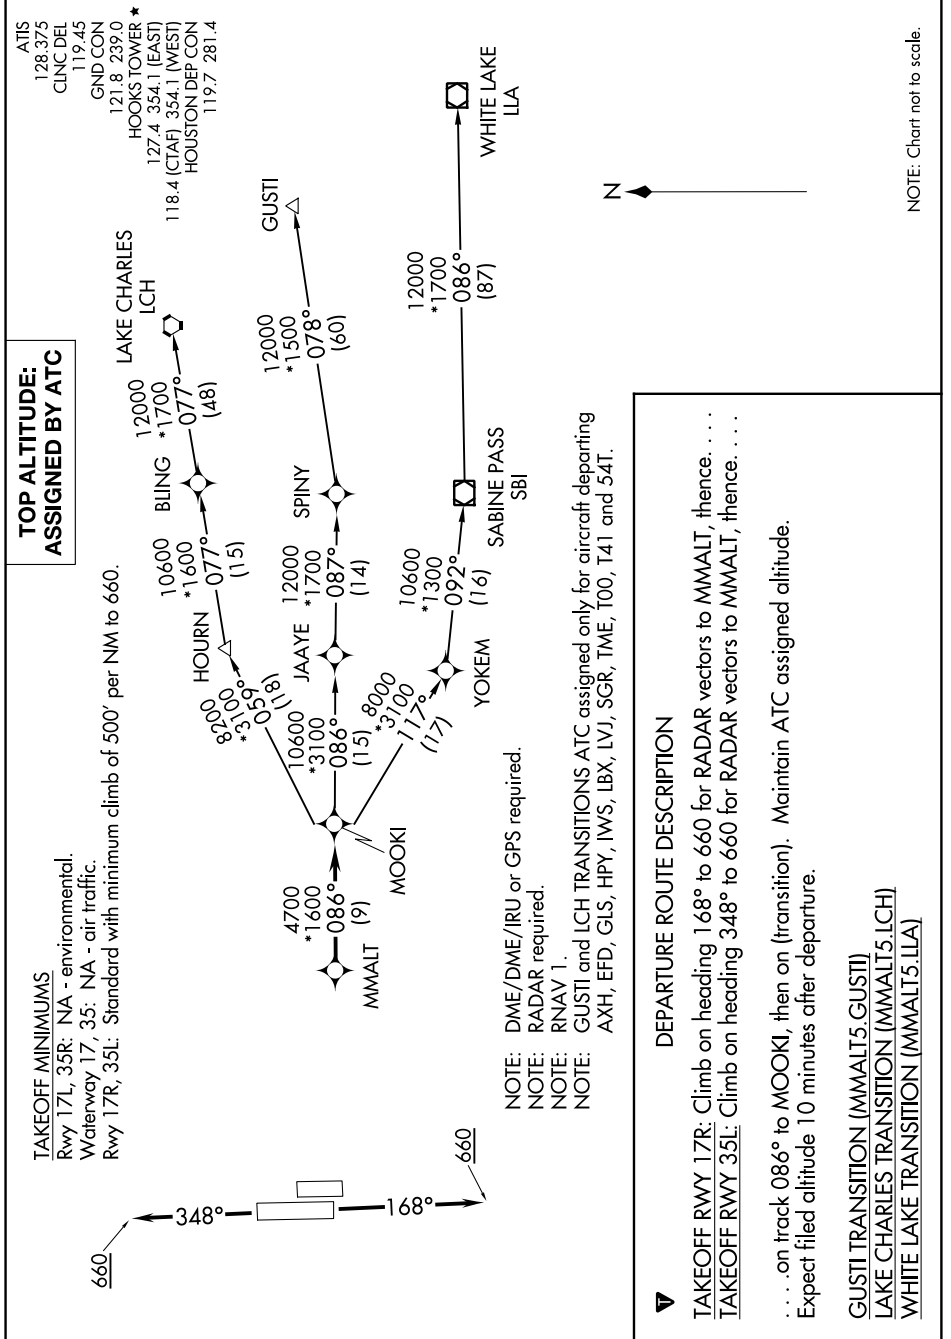 TOP ALTITUDE:
ASSIGNED BY ATC
ATIS
128.375
CLNC DEL
119.45
GND CON
121.8 239.0
HOOKS TOWER ★
127.4 354.1 (EAST)
118.4 (CTAF) 354.1 (WEST)
HOUSTON DEP CON
119.7 281.4
TAKEOFF MINIMUMS
Rwy 17L, 35R: NA - environmental.
Waterway 17, 35: NA - air traffic.
Rwy 17R, 35L: Standard with minimum climb of 500' per NM to 660.
660
348°
168°
660
MMALT
4700
*1600
086°
(9)
MOOKI
8200
*3100
059°
(18)
HOURN
10600
*1600
077°
(15)
BLING
12000
*1700
077°
(48)
LAKE CHARLES
LCH
10600
*3100
086°
(15)
JAAYE
12000
*1700
087°
(14)
SPINY
12000
*1500
078°
(60)
GUSTI
8000
*3100
117°
(17)
YOKEM
10600
*1300
092°
(16)
SABINE PASS
SBI
12000
*1700
086°
(87)
WHITE LAKE
LLA
N
NOTE: DME/DME/IRU or GPS required.
NOTE: RADAR required.
NOTE: RNAV 1.
NOTE: GUSTI and LCH TRANSITIONS ATC assigned only for aircraft departing
AXH, EFD, GLS, HPY, IWS, LBX, LVJ, SGR, TME, T00, T41 and 54T.
NOTE: Chart not to scale.
T
DEPARTURE ROUTE DESCRIPTION
TAKEOFF RWY 17R: Climb on heading 168° to 660 for RADAR vectors to MMALT, thence. . . .
TAKEOFF RWY 35L: Climb on heading 348° to 660 for RADAR vectors to MMALT, thence. . . .
. . . .on track 086° to MOOKI, then on (transition). Maintain ATC assigned altitude.
Expect filed altitude 10 minutes after departure.
GUSTI TRANSITION (MMALT5.GUSTI)
LAKE CHARLES TRANSITION (MMALT5.LCH)
WHITE LAKE TRANSITION (MMALT5.LLA)